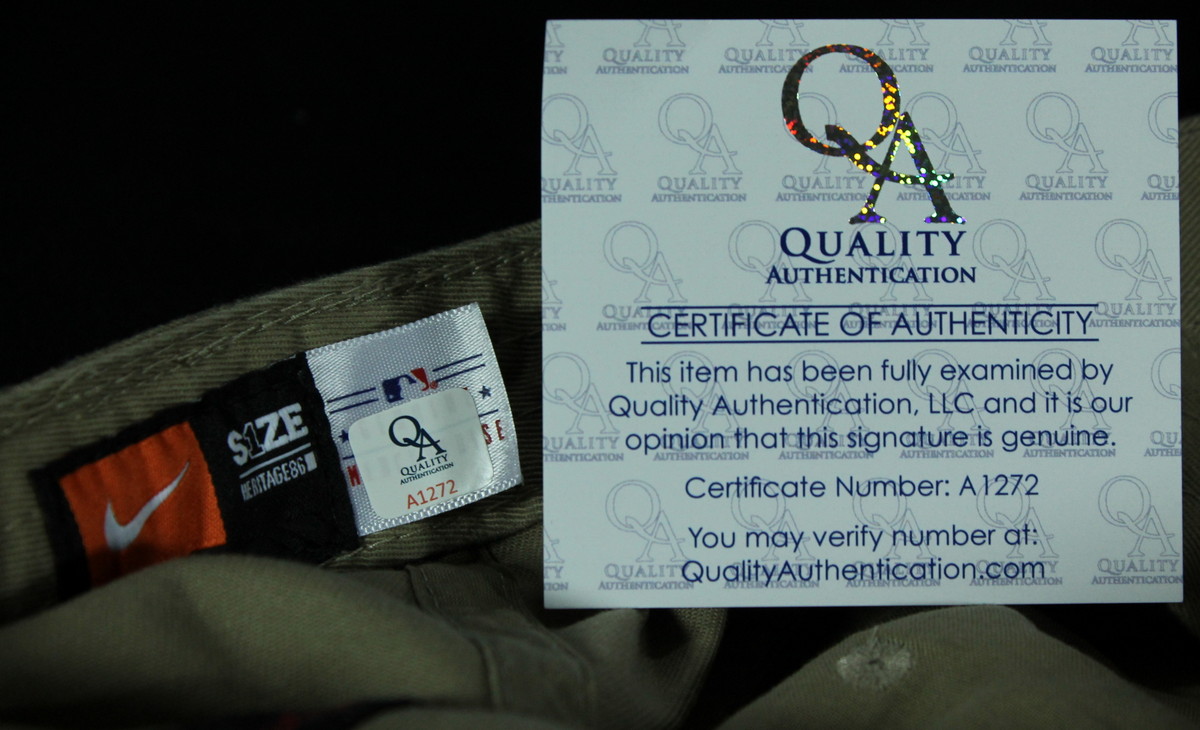 QA
QUALITY
AUTHENTICATION
CERTIFICATE OF AUTHENTICITY
This item has been fully examined by
Quality Authentication, LLC and it is our
opinion that this signature is genuine.
Certificate Number: A1272
You may verify number at:
QualityAuthentication.com
S1ZE
HERITAGE86
M
SE
QA
QUALITY
AUTHENTICATION
A1272